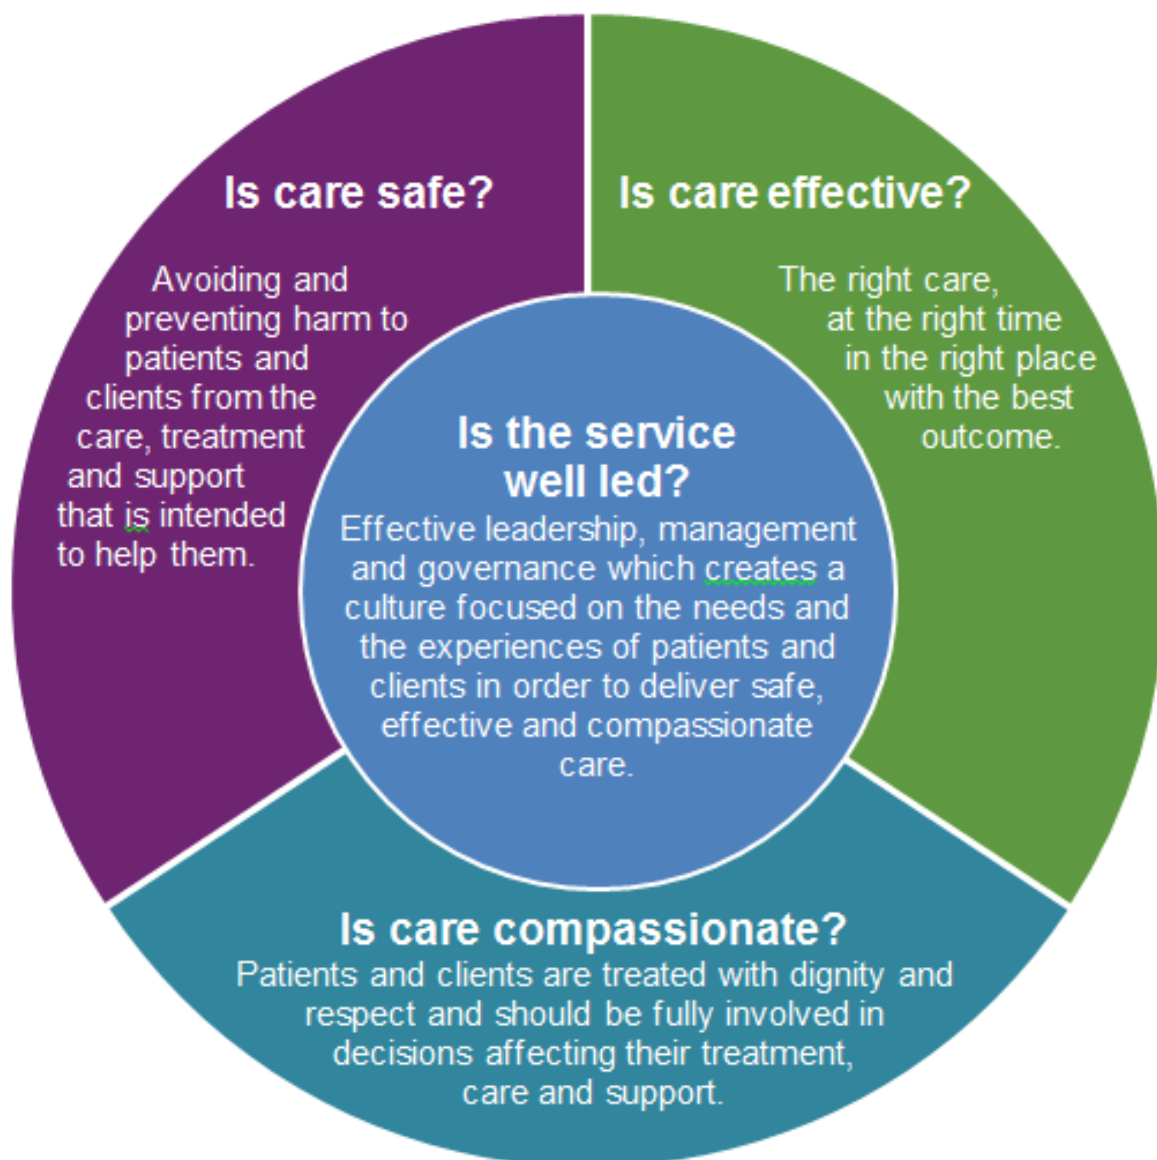 Is care safe?
Avoiding and
preventing harm to
patients and
clients from the
care, treatment
and support
that is intended
to help them.
Is care effective?
The right care,
at the right time
in the right place
with the best
outcome.
Is the service
well led?
Effective leadership, management
and governance which creates a
culture focused on the needs and
the experiences of patients and
clients in order to deliver safe,
effective and compassionate
care.
Is care compassionate?
Patients and clients are treated with dignity and
respect and should be fully involved in
decisions affecting their treatment,
care and support.